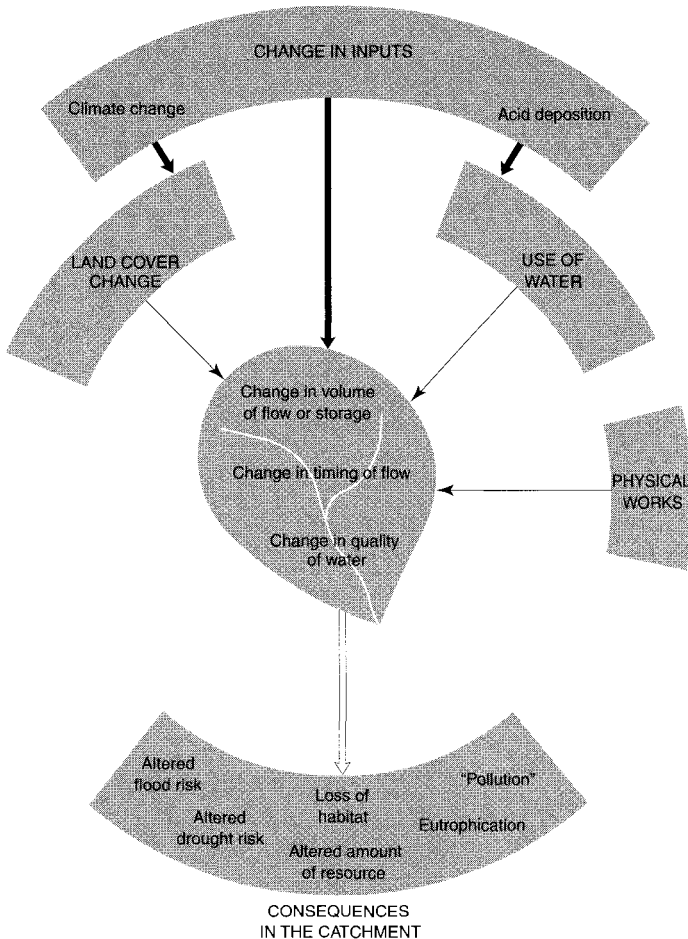 CHANGE IN INPUTS
Climate change
Acid deposition
LAND COVER
CHANGE
USE OF
WATER
Change in volume
of flow or storage
Change in timing of flow
Change in quality
of water
PHYSICAL
WORKS
Altered
flood risk
Altered
drought risk
Loss of
habitat
Altered amount
of resource
"Pollution"
Eutrophication
CONSEQUENCES
IN THE CATCHMENT